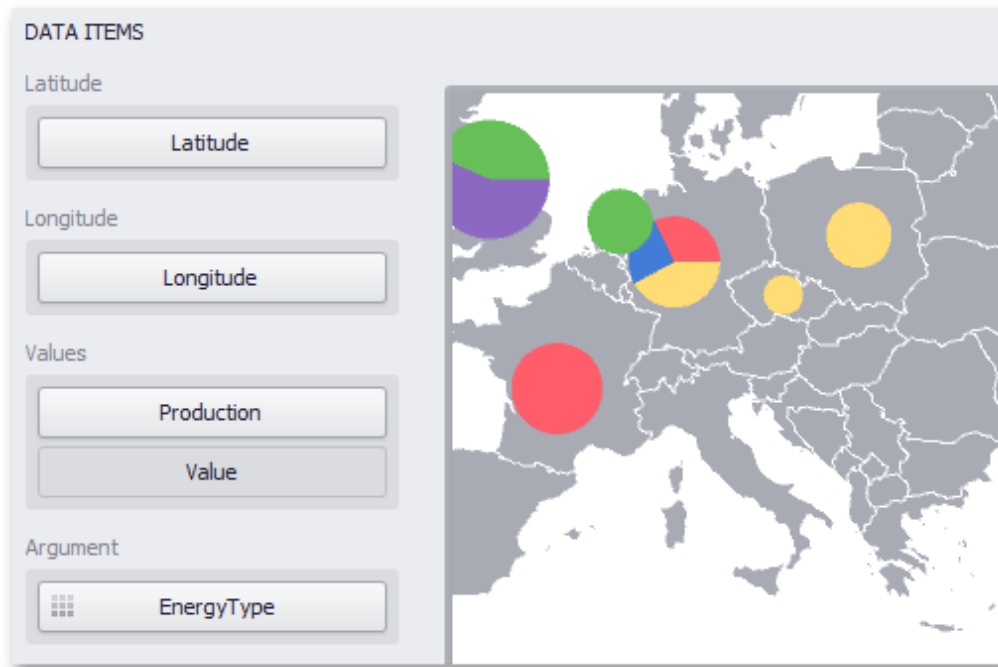 DATA ITEMS
Latitude
Latitude
Longitude
Longitude
Values
Production
Value
Argument
EnergyType